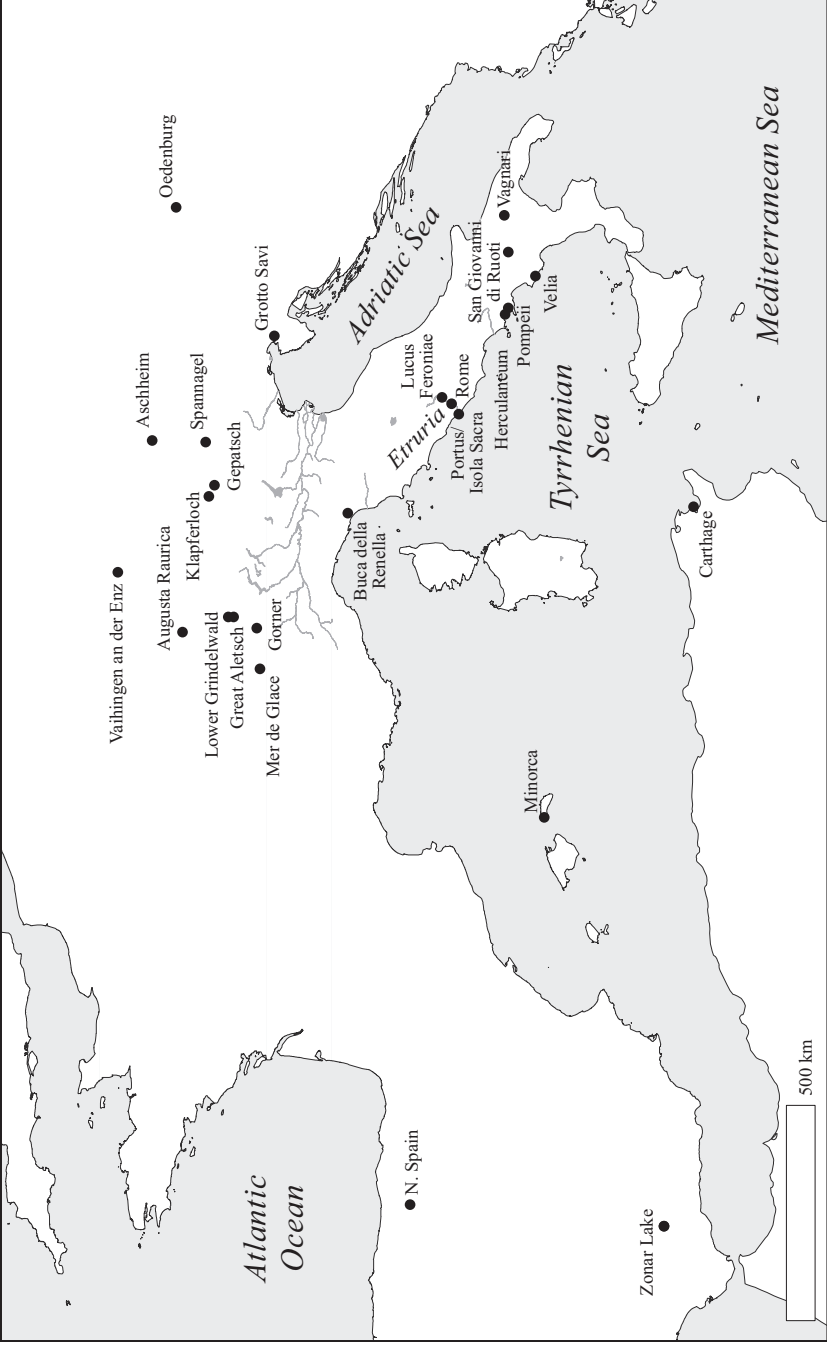 Vaihingen an der Enz
Aschheim
Oedenburg
Augusta Raurica
Klapferloch
Spannagel
Lower Grindelwald
Great Aletsch
Gepatsch
Gorner
Mer de Glace
Grotto Savi
Atlantic
Ocean
Adriatic Sea
Buca della
Renella
Etruria
Lucus
Feroniae
Rome
Portus/
Isola Sacra
N. Spain
San Giovanni
di Ruoti
Vagnari
Herculaneum
Pompeii
Velia
Minorca
Tyrrhenian
Sea
Zonar Lake
Carthage
Mediterranean Sea
500 km